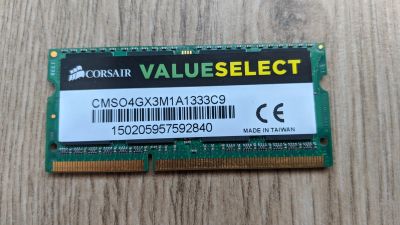 CORSAIR VALUESELECT
CMSO4GX3M1A1333C9
150205957592840
CE
MADE IN TAIWAN